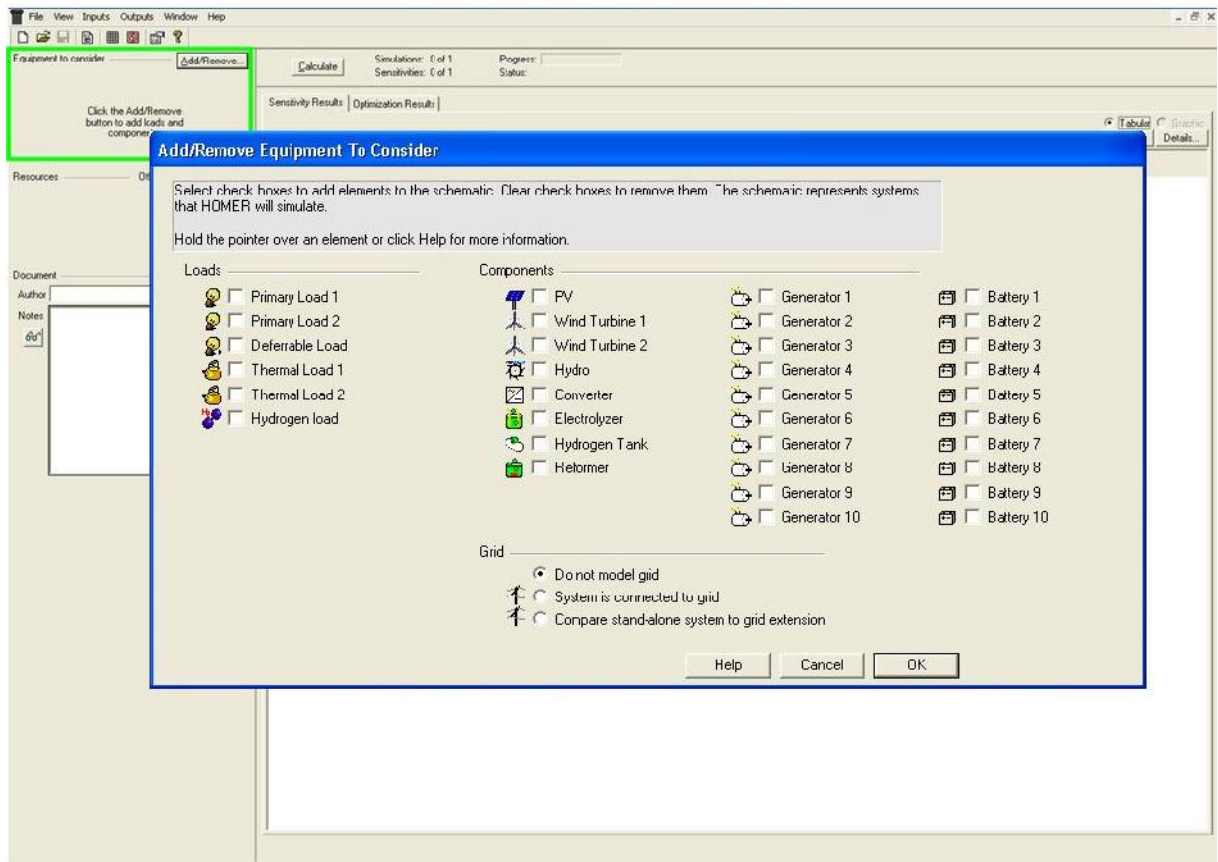 File View Inputs Outputs Window Help
Equipment to consider Add/Remove...
Click the Add/Remove
button to add loads and
Calculate
Simulations: 0 of 1
Sensitivities: 0 of 1
Progress:
Status:
Sensitivity Results Optimization Results
Tabular Graphic
Details...
Resources
Document
Author
Notes
Add/Remove Equipment To Consider
Select check boxes to add elements to the schematic. Clear check boxes to remove them. The schematic represents systems
that HOMER will simulate.
Hold the pointer over an element or click Help for more information.
Loads
Primary Load 1
Primary Load 2
Deferrable Load
Thermal Load 1
Thermal Load 2
Hydrogen load
Components
PV
Wind Turbine 1
Wind Turbine 2
Hydro
Converter
Electrolyzer
Hydrogen Tank
Reformer
Generator 1
Generator 2
Generator 3
Generator 4
Generator 5
Generator 6
Generator 7
Generator 8
Generator 9
Generator 10
Battery 1
Battery 2
Battery 3
Battery 4
Battery 5
Battery 6
Battery 7
Battery 8
Battery 9
Battery 10
Grid
Do not model grid
System is connected to grid
Compare stand-alone system to grid extension
Help Cancel OK